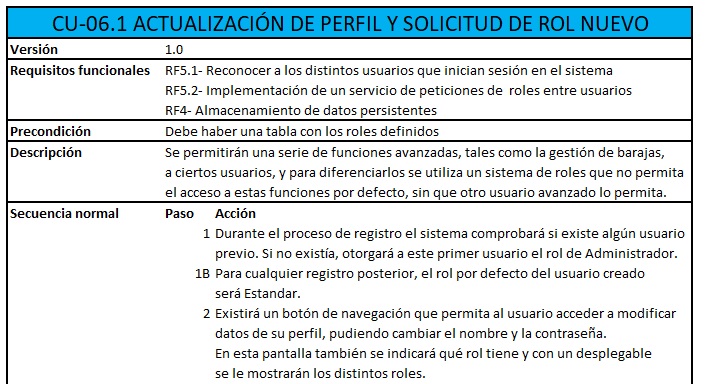 CU-06.1 ACTUALIZACIÓN DE PERFIL Y SOLICITUD DE ROL NUEVO
Versión 1.0
Requisitos funcionales RF5.1- Reconocer a los distintos usuarios que inician sesión en el sistema
RF5.2- Implementación de un servicio de peticiones de roles entre usuarios
RF4- Almacenamiento de datos persistentes
Precondición Debe haber una tabla con los roles definidos
Descripción Se permitirán una serie de funciones avanzadas, tales como la gestión de barajas,
a ciertos usuarios, y para diferenciarlos se utiliza un sistema de roles que no permita
el acceso a estas funciones por defecto, sin que otro usuario avanzado lo permita.
Secuencia normal Paso Acción
1 Durante el proceso de registro el sistema comprobará si existe algún usuario
previo. Si no existía, otorgará a este primer usuario el rol de Administrador.
1B Para cualquier registro posterior, el rol por defecto del usuario creado
será Estandar.
2 Existirá un botón de navegación que permita al usuario acceder a modificar
datos de su perfil, pudiendo cambiar el nombre y la contraseña.
En esta pantalla también se indicará qué rol tiene y con un desplegable
se le mostrarán los distintos roles.